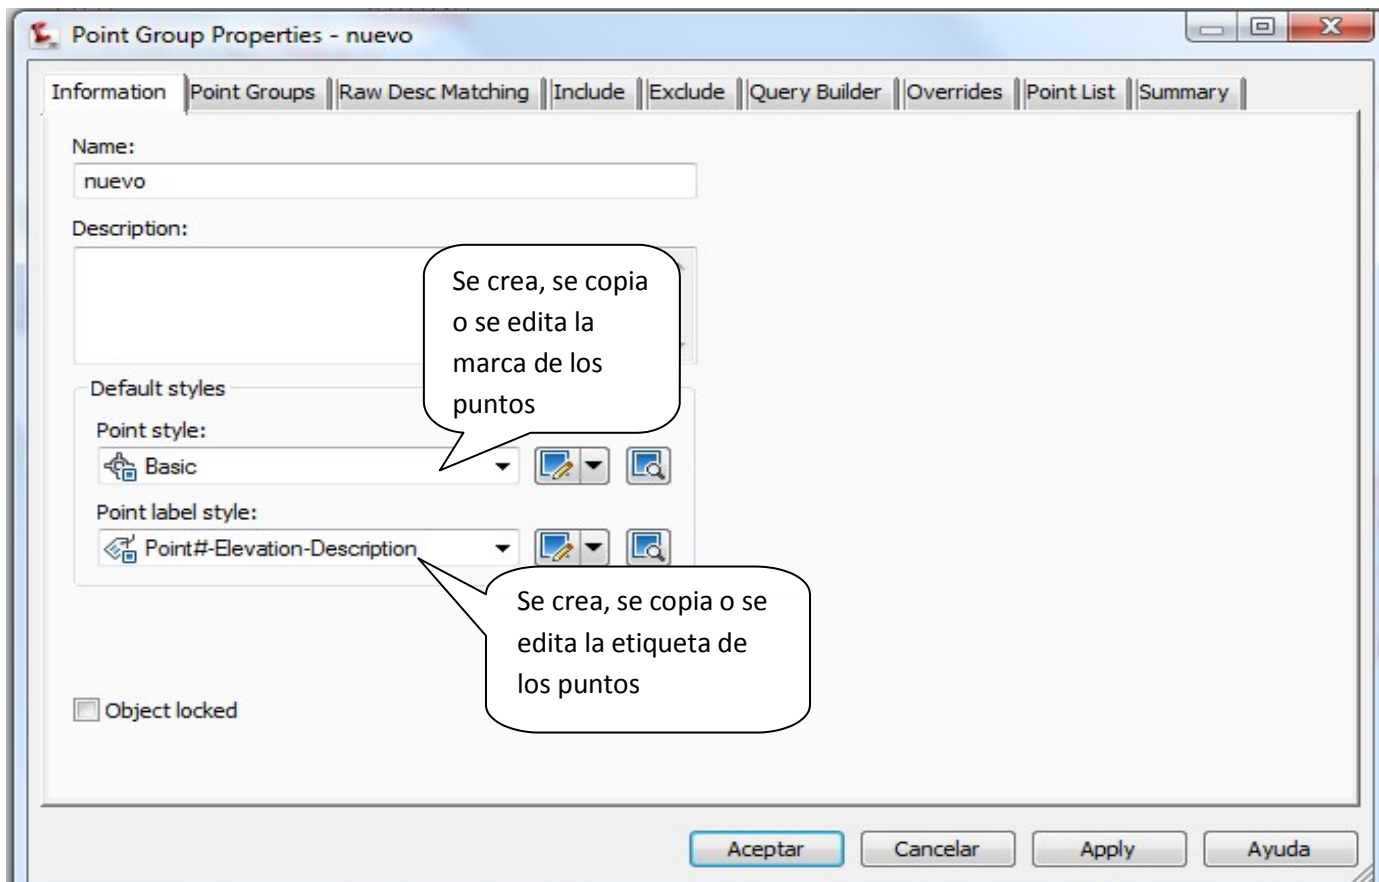 Point Group Properties - nuevo
Information Point Groups Raw Desc Matching Include Exclude Query Builder Overrides Point List Summary
Name:
nuevo
Description:
Se crea, se copia
o se edita la
marca de los
puntos
Default styles
Point style:
Basic
Point label style:
Point#-Elevation-Description
Se crea, se copia o se
edita la etiqueta de
los puntos
Object locked
Aceptar Cancelar Apply Ayuda